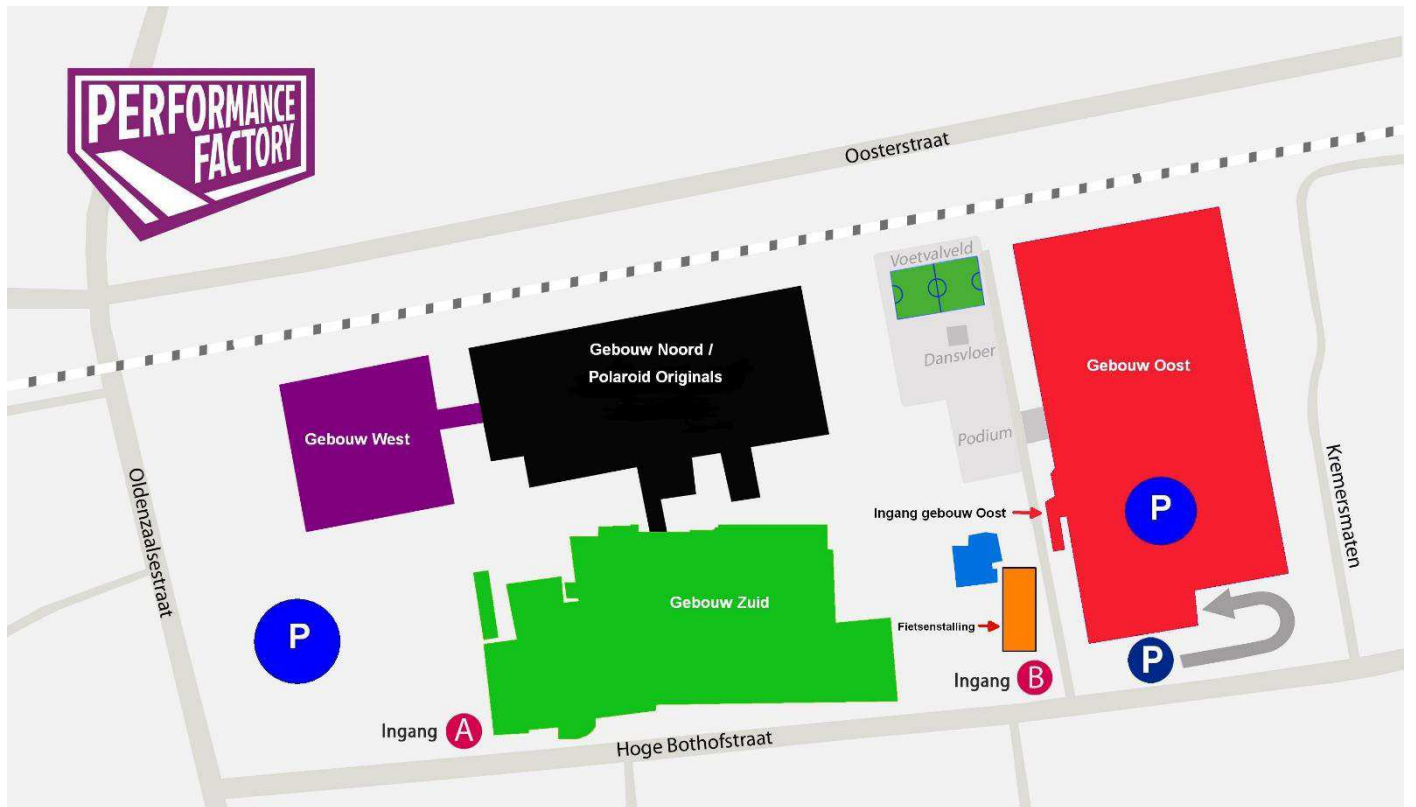 PERFORMANCE
FACTORY
Oosterstraat
Voetvalveld
Dansvloer
Podium
Gebouw Noord /
Polaroid Originals
Gebouw Oost
Gebouw West
Oldenzaalsestraat
Kremersmaten
P
Ingang gebouw Oost
Gebouw Zuid
Fietsenstalling
P
P
Ingang B
Ingang A
Hoge Bothofstraat